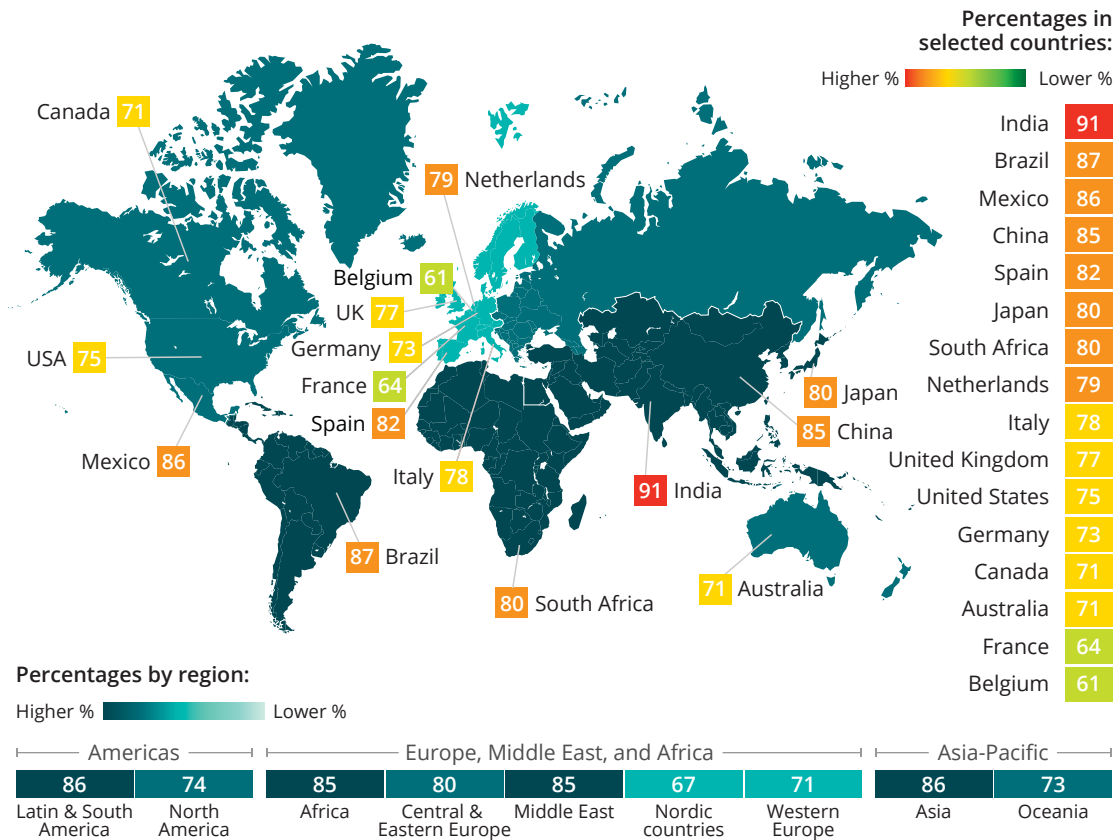 Percentages in
selected countries:
Higher % Lower %
India 91
Brazil 87
Mexico 86
China 85
Spain 82
Japan 80
South Africa 80
Netherlands 79
Italy 78
United Kingdom 77
United States 75
Germany 73
Canada 71
Australia 71
France 64
Belgium 61
Canada 71
79 Netherlands
Belgium 61
UK 77
Germany 73
USA 75
France 64
Spain 82
80 Japan
85 China
Mexico 86
Italy 78
91 India
87 Brazil
71 Australia
80 South Africa
Percentages by region:
Higher % Lower %
Americas
86 74
Latin & South
America
North
America
Europe, Middle East, and Africa
85 80 85 67 71
Africa
Central &
Eastern Europe
Middle East
Nordic
countries
Western
Europe
Asia-Pacific
86 73
Asia
Oceania